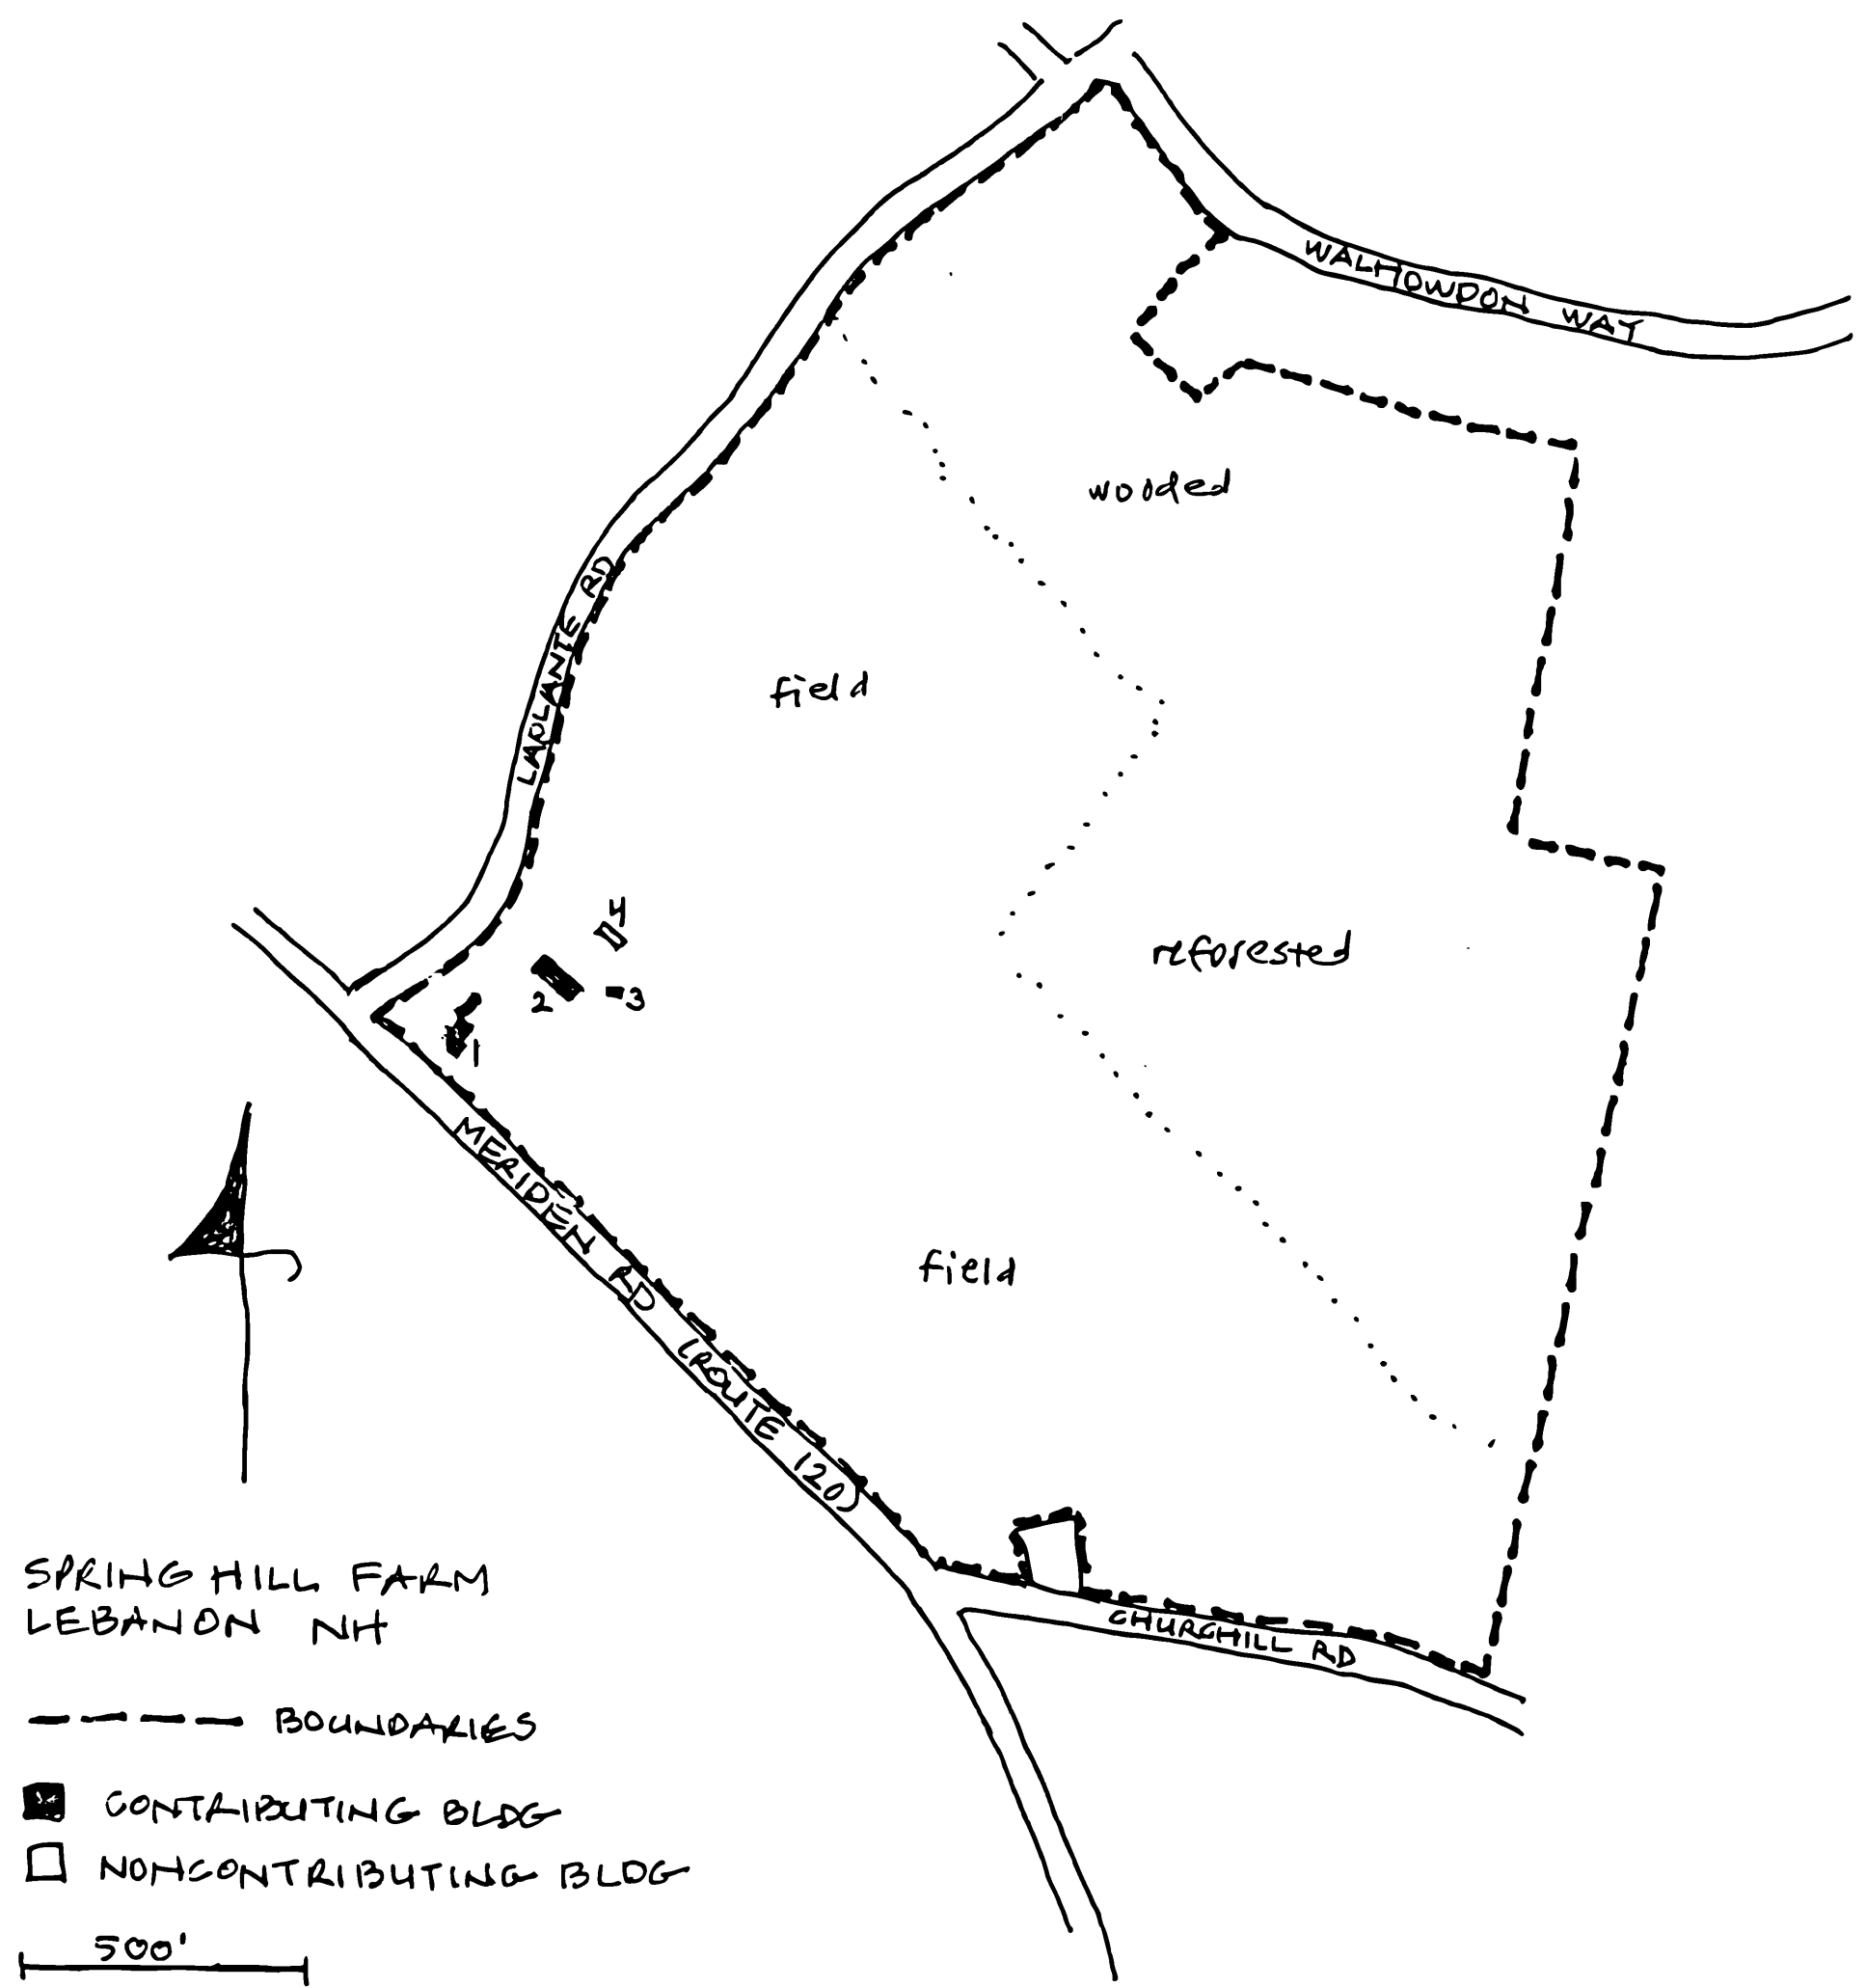 WALHOWDON WAY
wooded
LAPLANTE RD
field
4
reforested
2
3
1
MERIDEN RD (ROUTE 120)
field
CHURCHILL RD
SPRING HILL FARM
LEBANON NH
BOUNDARIES
CONTRIBUTING BLDG
NONCONTRIBUTING BLDG
500'